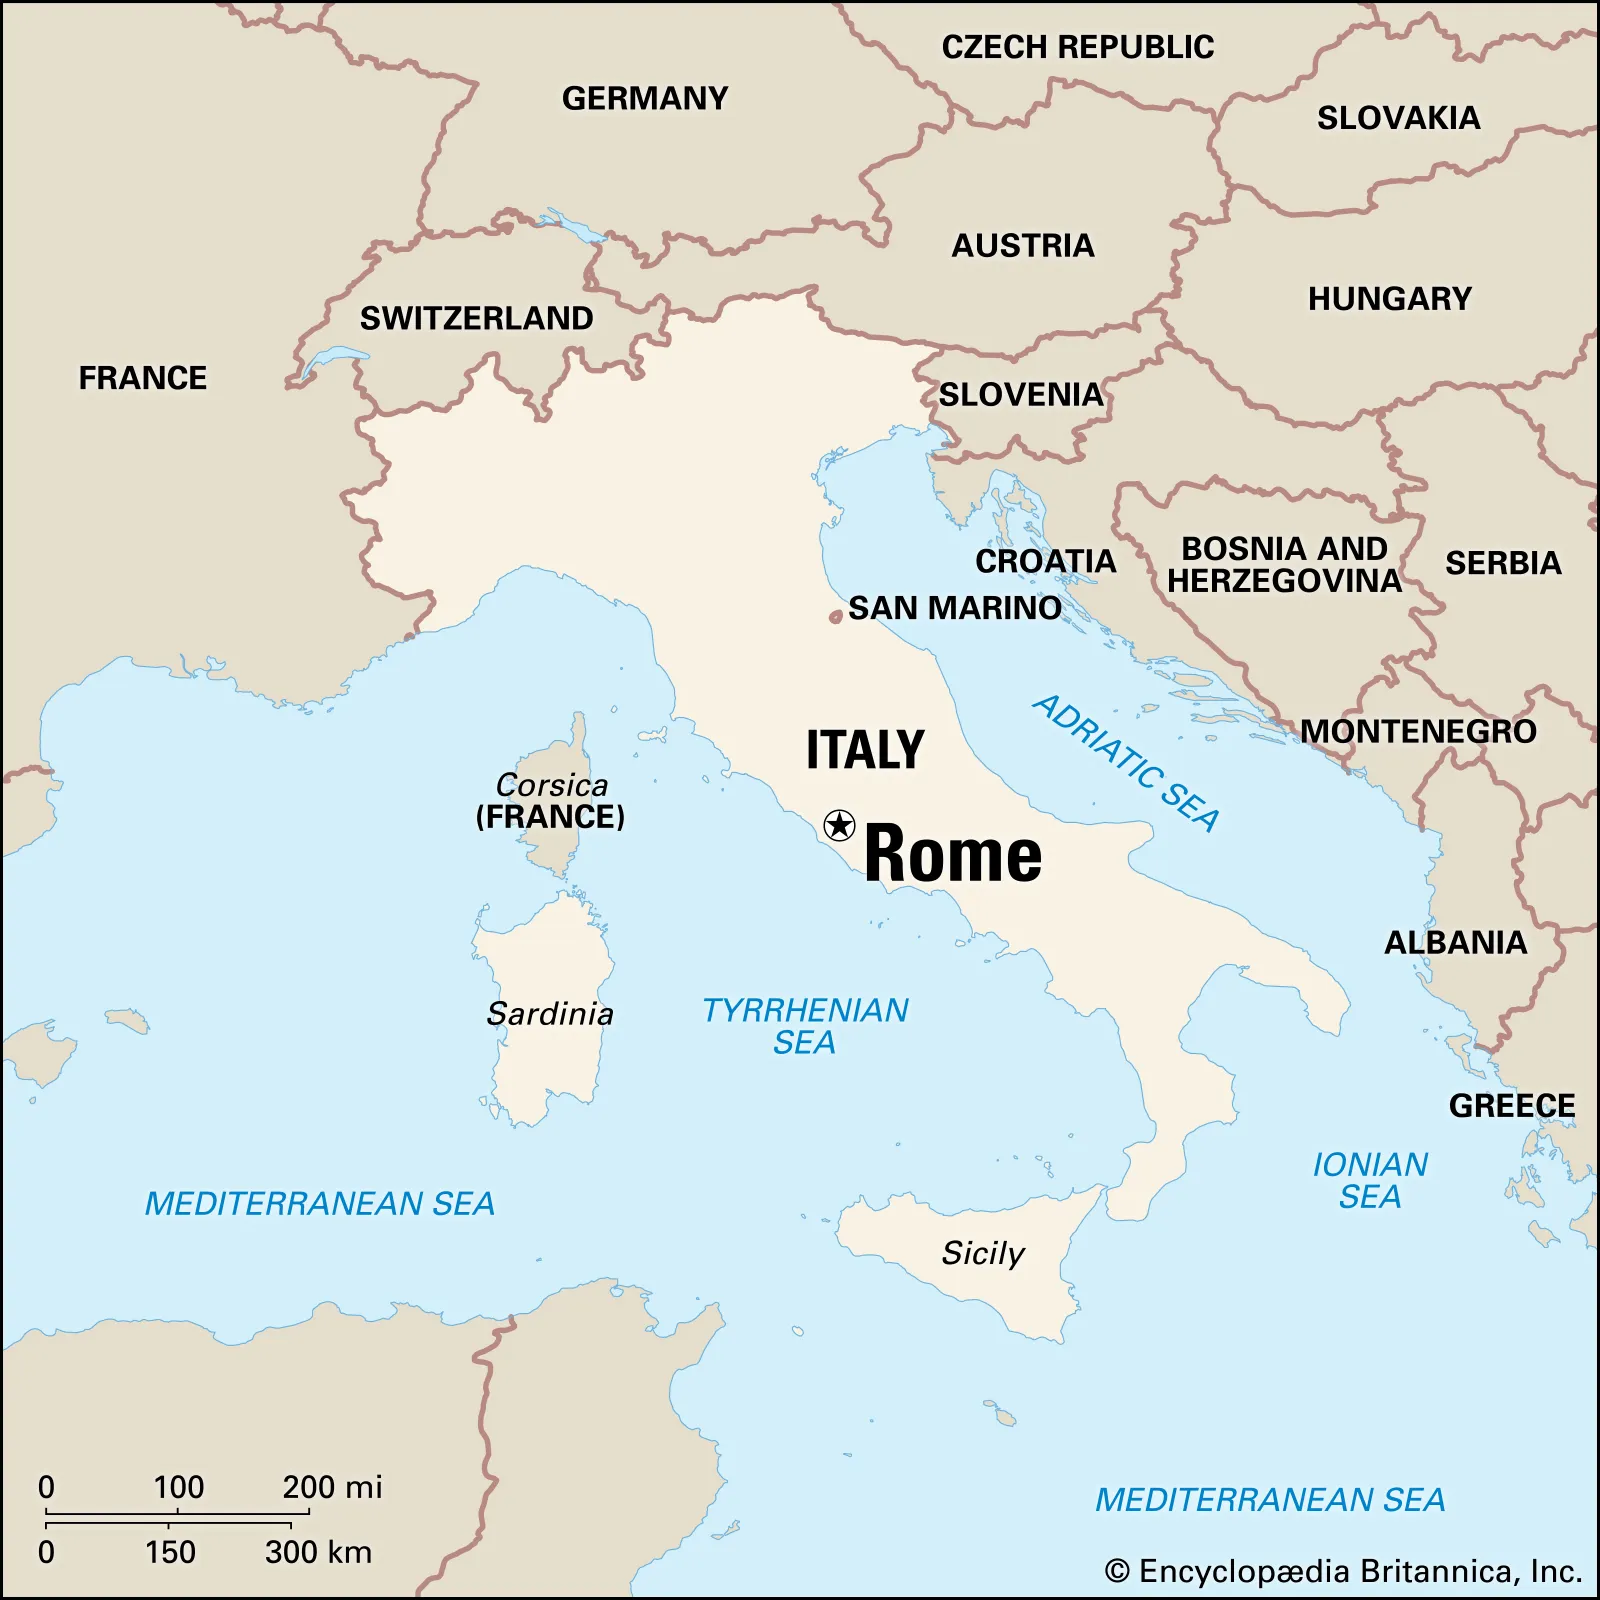 CZECH REPUBLIC
GERMANY
SLOVAKIA
AUSTRIA
HUNGARY
SWITZERLAND
FRANCE
SLOVENIA
CROATIA
BOSNIA AND
HERZEGOVINA
SERBIA
SAN MARINO
ITALY
ADRIATIC SEA
MONTENEGRO
Corsica
(FRANCE)
Rome
ALBANIA
Sardinia
TYRRHENIAN
SEA
GREECE
MEDITERRANEAN SEA
IONIAN
SEA
Sicily
0 100 200 mi
0 150 300 km
MEDITERRANEAN SEA
© Encyclopædia Britannica, Inc.